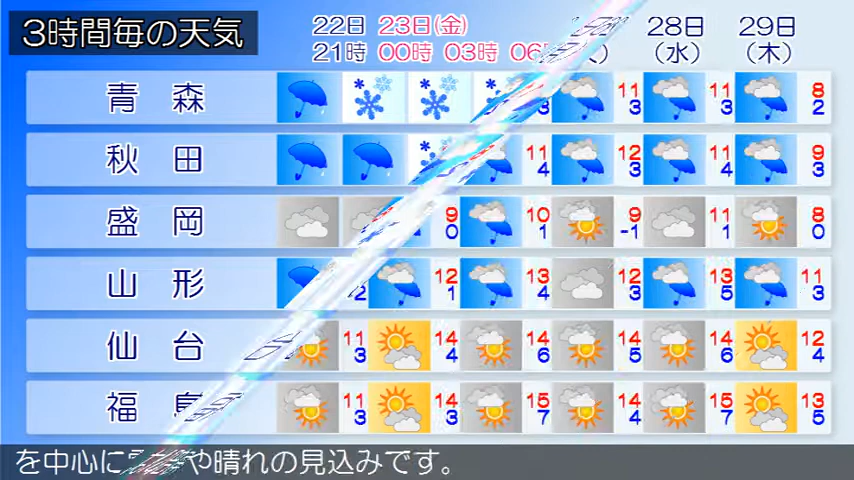 3時間毎の天気
22日 23日(金) 28日 29日
21時 00時 03時 06 (水) (木)
青森 3 11 3 11 3 8 2
秋田 11 4 12 3 11 4 9 3
盛岡 9 0 10 1 9 -1 11 1 8 0
山形 2 12 1 13 4 12 3 13 5 11 3
仙台 11 3 14 4 14 6 14 5 14 6 12 4
福島 11 3 14 3 15 7 14 4 15 7 13 5
を中心に や晴れの見込みです。